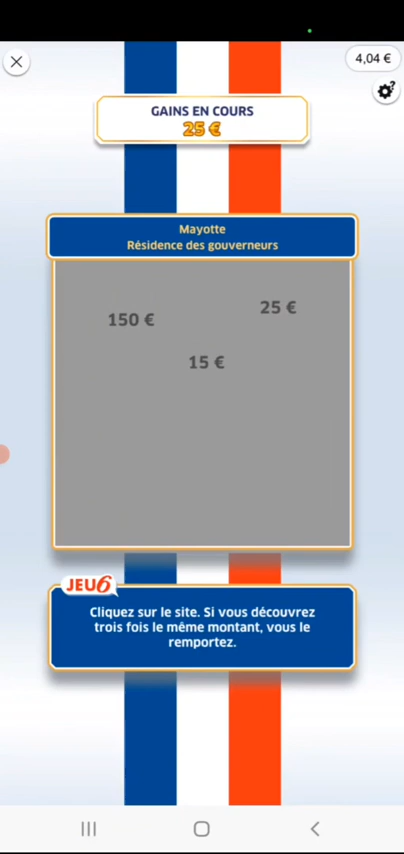 4,04 €
?
GAINS EN COURS
25 €
Mayotte
Résidence des gouverneurs
150 €
25 €
15 €
JEU6
Cliquez sur le site. Si vous découvrez
trois fois le même montant, vous le
remportez.